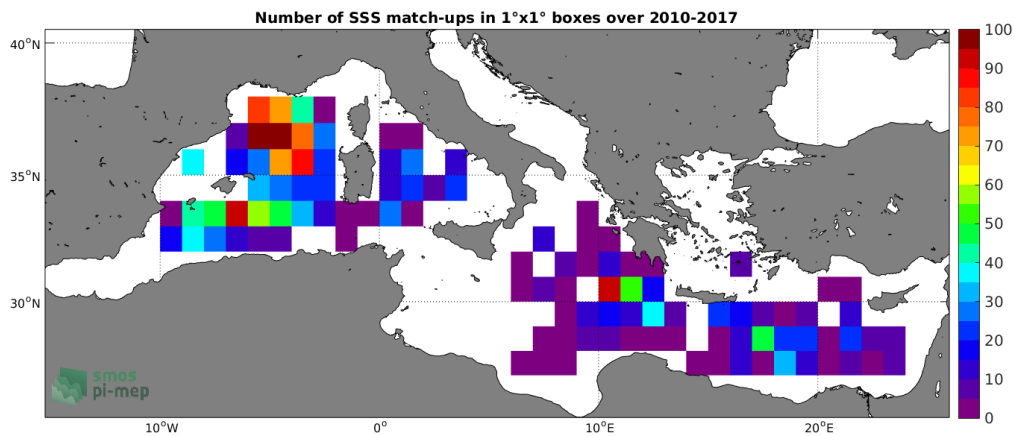 Number of SSS match-ups in 1°x1° boxes over 2010-2017
40°N
35°N
30°N
10°W
0°
10°E
20°E
100
90
80
70
60
50
40
30
20
10
0
smos
pi-mep